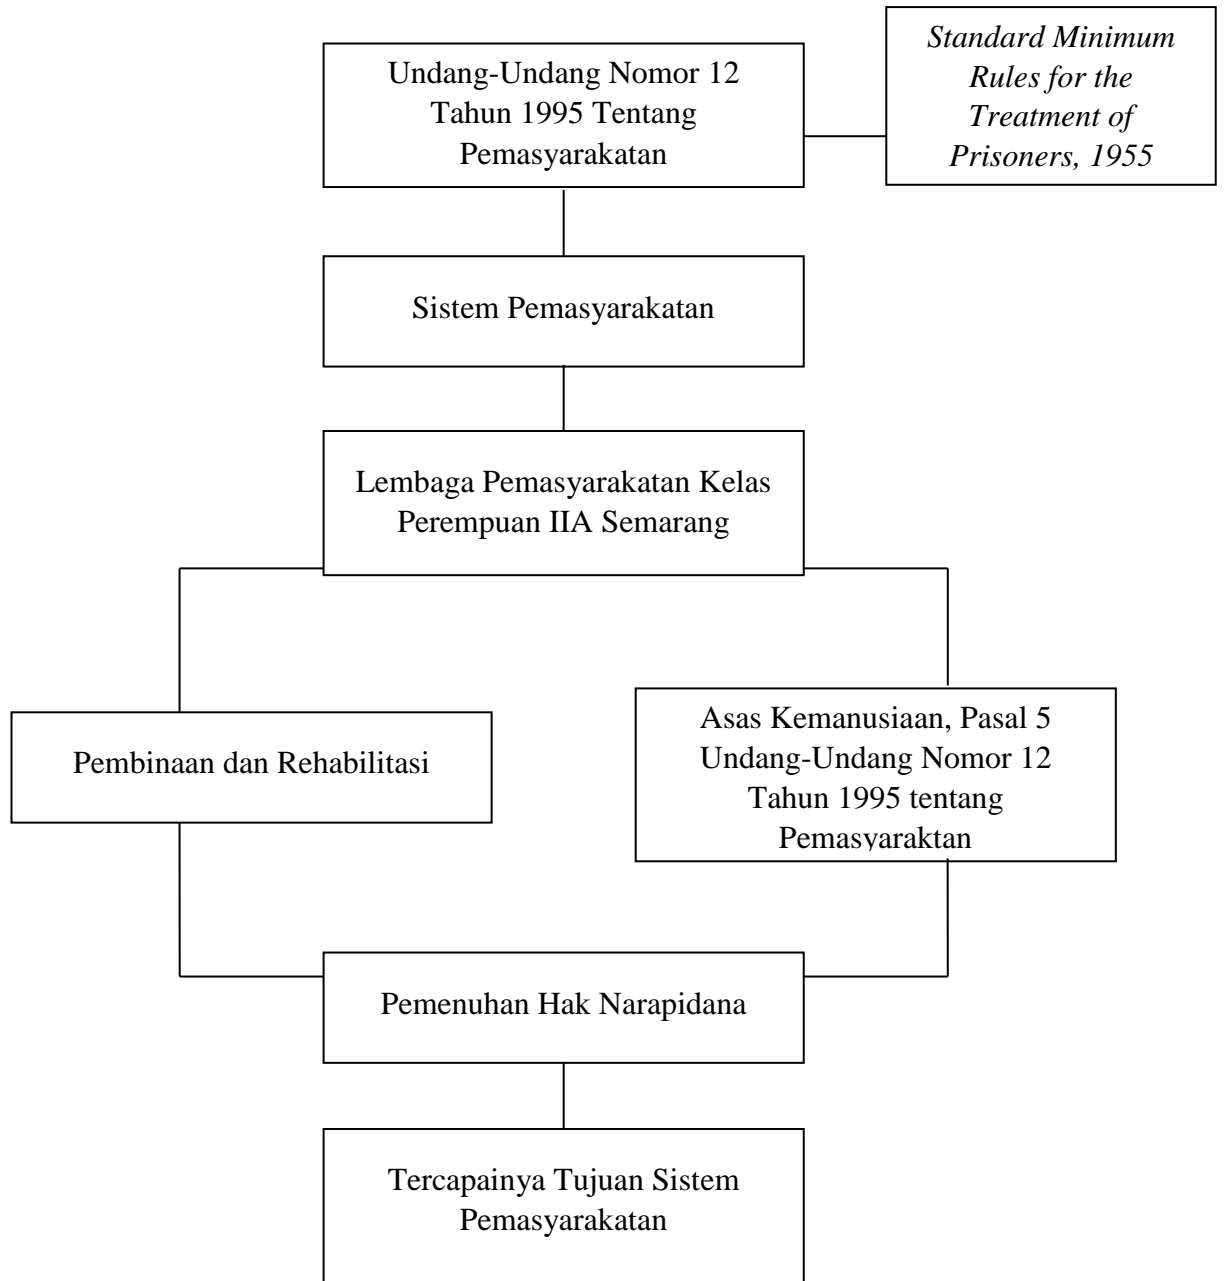 Standard Minimum
Rules for the
Treatment of
Prisoners, 1955
Undang-Undang Nomor 12
Tahun 1995 Tentang
Pemasyarakatan
Sistem Pemasyarakatan
Lembaga Pemasyarakatan Kelas
Perempuan IIA Semarang
Pembinaan dan Rehabilitasi
Asas Kemanusiaan, Pasal 5
Undang-Undang Nomor 12
Tahun 1995 tentang
Pemasyaraktan
Pemenuhan Hak Narapidana
Tercapainya Tujuan Sistem
Pemasyarakatan